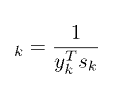 $_k = \frac{1}{y_k^T s_k}$